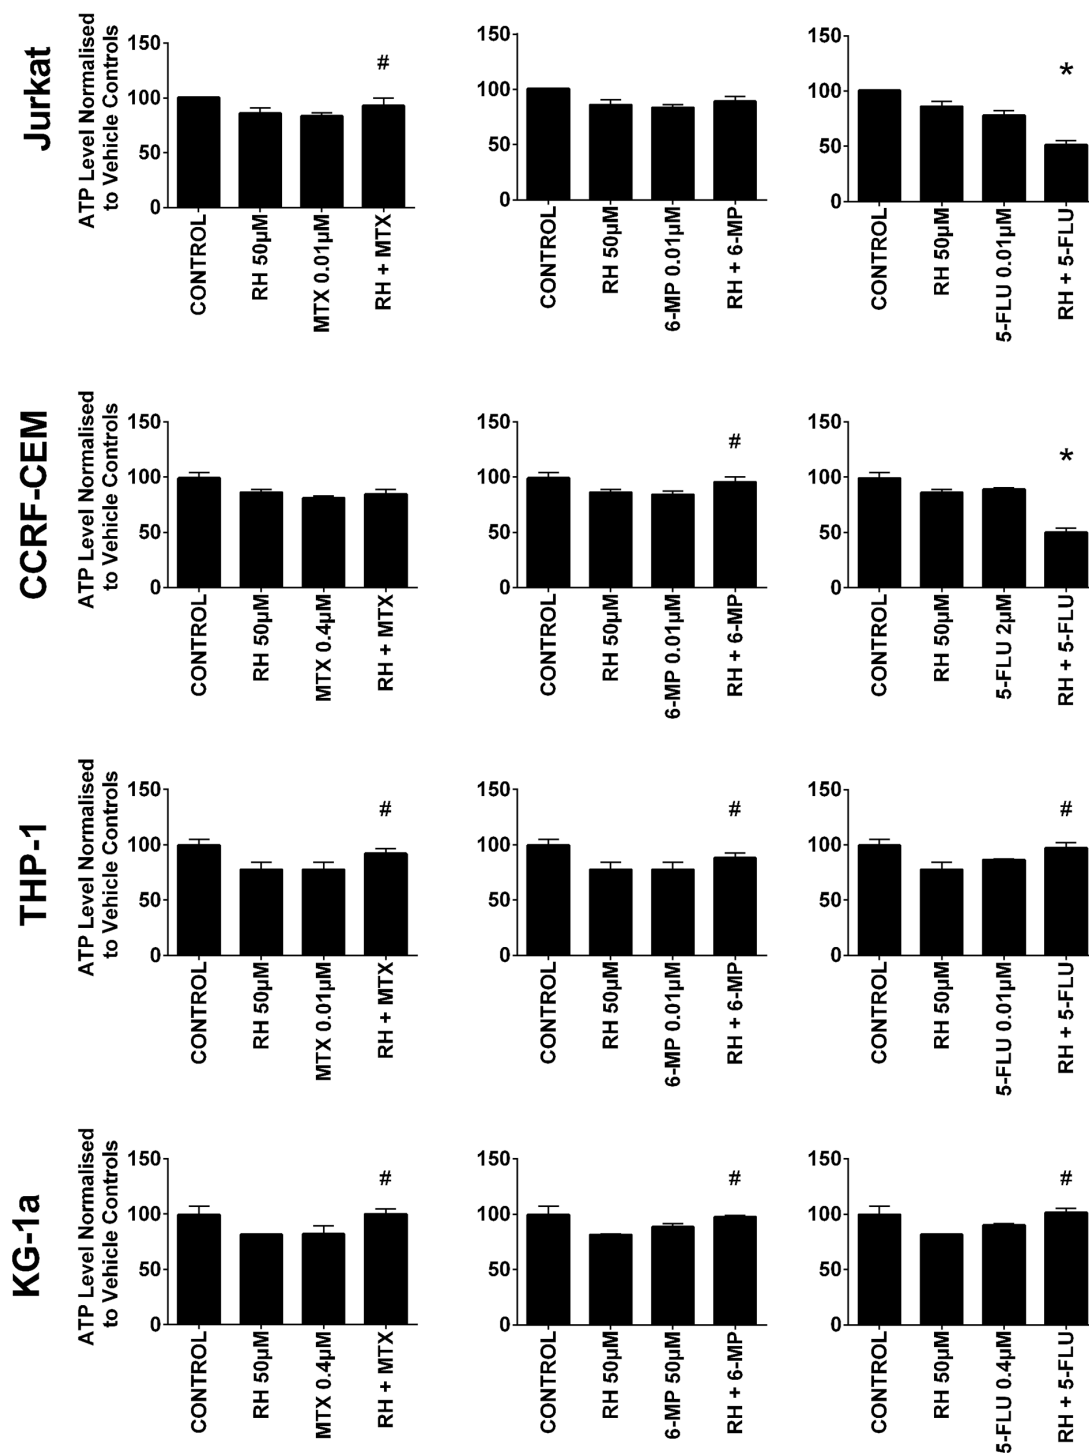 Jurkat
ATP Level Normalised
to Vehicle Controls
150
100
50
0
#
CONTROL
RH 50µM
MTX 0.01µM
RH + MTX
150
100
50
0
CONTROL
RH 50µM
6-MP 0.01µM
RH + 6-MP
150
100
50
0
*
CONTROL
RH 50µM
5-FLU 0.01µM
RH + 5-FLU
CCRF-CEM
ATP Level Normalised
to Vehicle Controls
150
100
50
0
CONTROL
RH 50µM
MTX 0.4µM
RH + MTX
150
100
50
0
#
CONTROL
RH 50µM
6-MP 0.01µM
RH + 6-MP
150
100
50
0
*
CONTROL
RH 50µM
5-FLU 2µM
RH + 5-FLU
THP-1
ATP Level Normalised
to Vehicle Controls
150
100
50
0
#
CONTROL
RH 50µM
MTX 0.01µM
RH + MTX
150
100
50
0
#
CONTROL
RH 50µM
6-MP 0.01µM
RH + 6-MP
150
100
50
0
#
CONTROL
RH 50µM
5-FLU 0.01µM
RH + 5-FLU
KG-1a
ATP Level Normalised
to Vehicle Controls
150
100
50
0
#
CONTROL
RH 50µM
MTX 0.4µM
RH + MTX
150
100
50
0
#
CONTROL
RH 50µM
6-MP 50µM
RH + 6-MP
150
100
50
0
#
CONTROL
RH 50µM
5-FLU 0.4µM
RH + 5-FLU